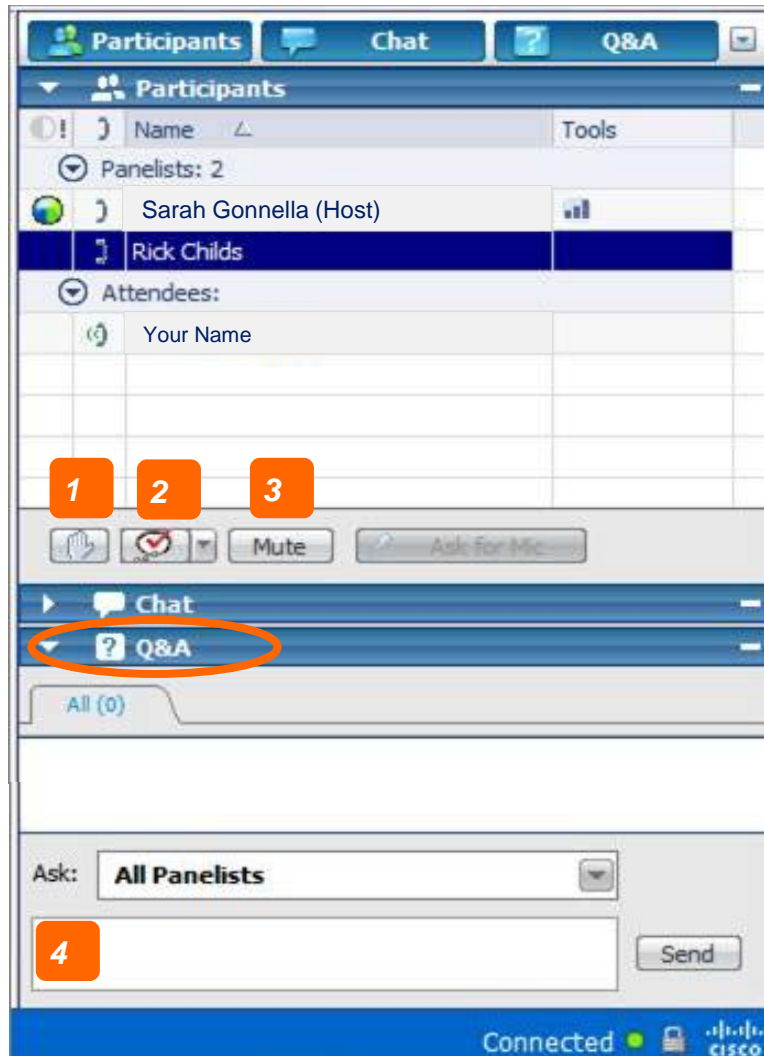 Participants Chat ? Q&A
Participants
! Name Tools
Panelists: 2
Sarah Gonnella (Host)
Rick Childs
Attendees:
Your Name
1 2 3
Mute Ask for Mic
Chat
? Q&A
All (0)
Ask: All Panelists
4
Send
Connected
CISCO